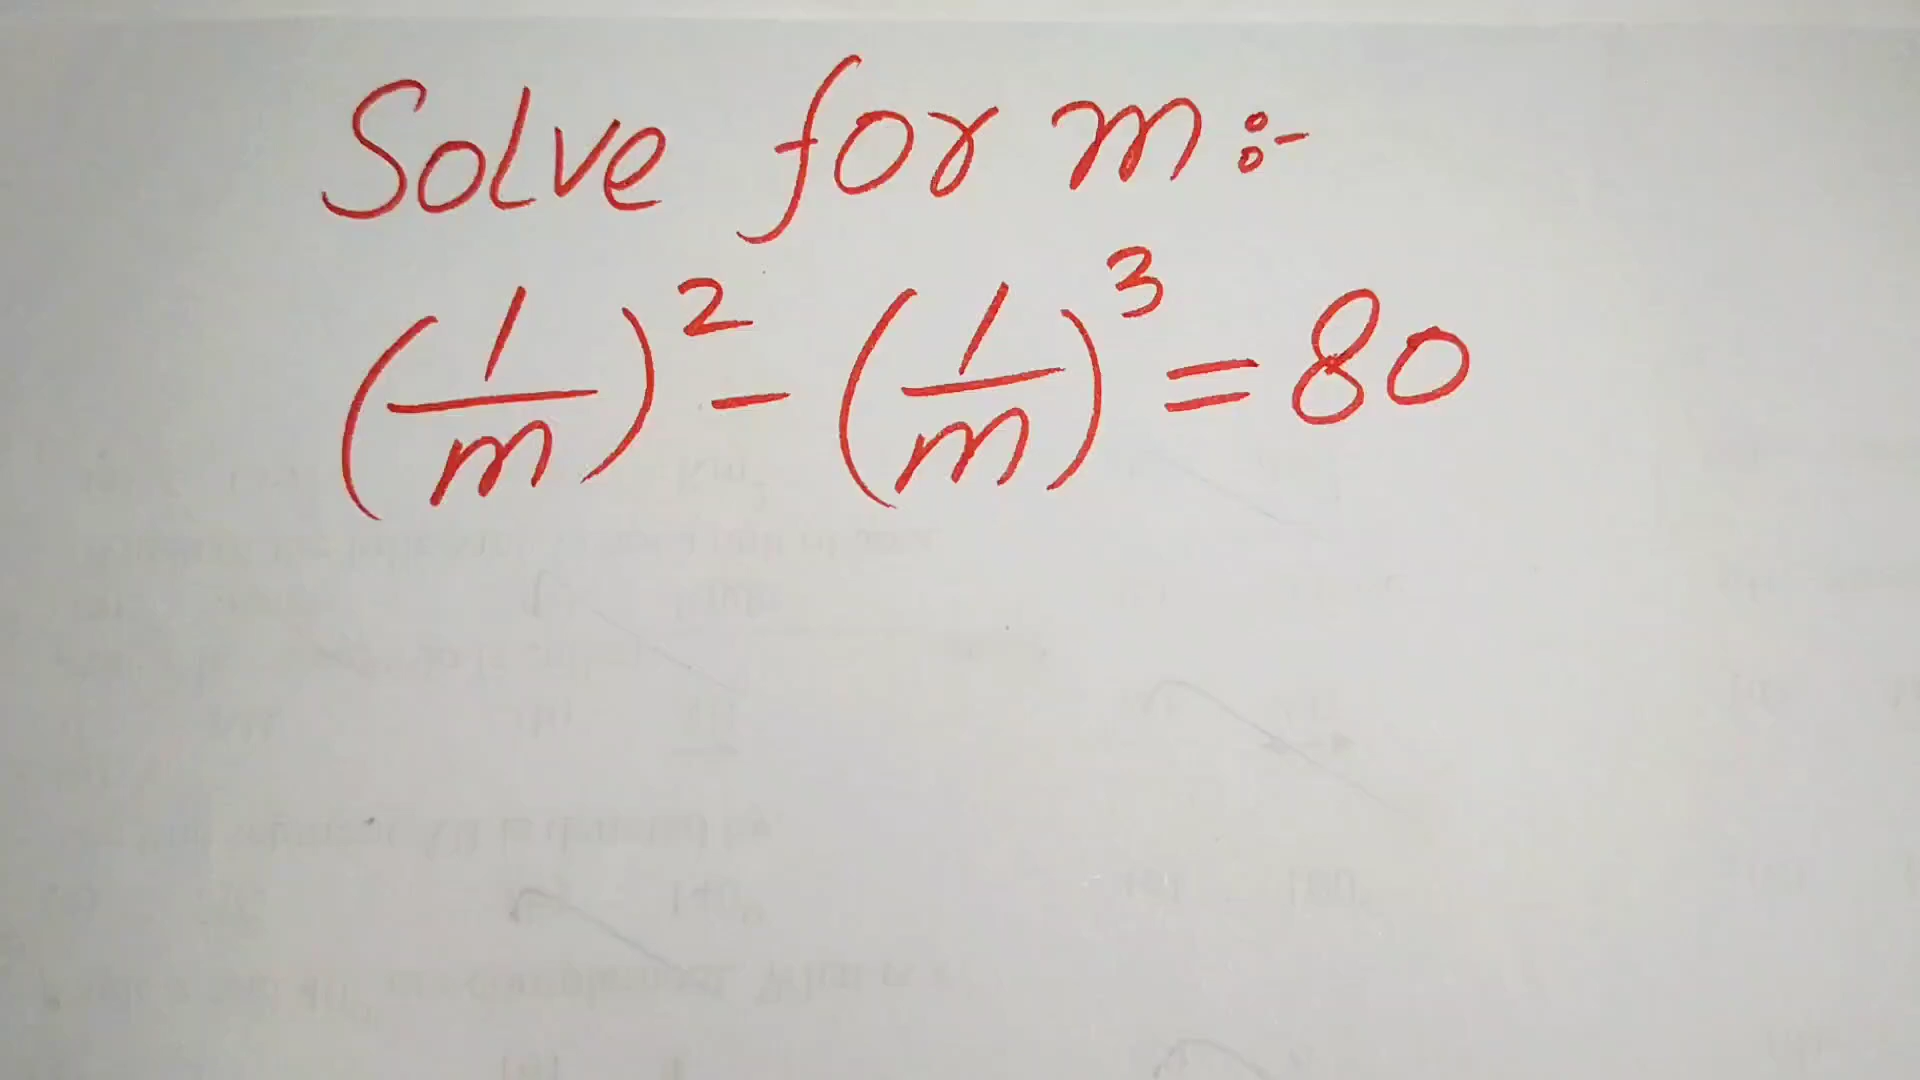 Solve for m:-
(1/m)² - (1/m)³ = 80